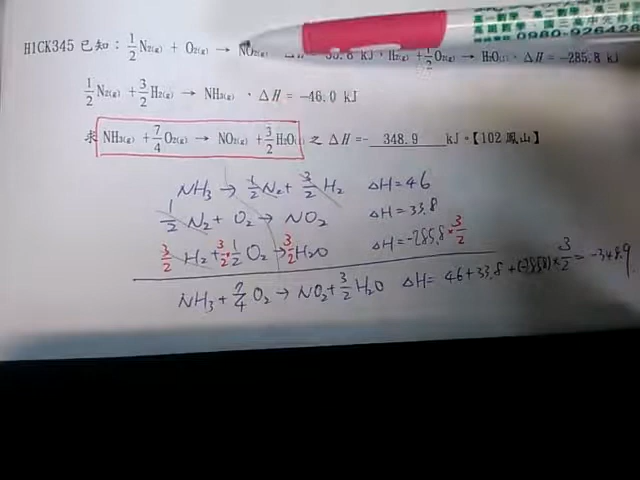 H1CK345 已知：½N₂(g) + O₂(g) → NO₂(g) 33.8 kJ，H₂(g)+½O₂(g) → H₂O(l)，ΔH = -285.8 kJ
½N₂(g) + 3/2H₂(g) → NH₃(g)，ΔH = -46.0 kJ
求 NH₃(g) + 7/4O₂(g) → NO₂(g) + 3/2H₂O(l) 之 ΔH =- 348.9 kJ。【102 鳳山】
NH₃ → ½N₂ + 3/2 H₂ ΔH = 46
½ N₂ + O₂ → NO₂ ΔH = 33.8
3/2 H₂ + 3/2·½ O₂ → 3/2 H₂O ΔH = -285.8 × 3/2
NH₃ + 7/4 O₂ → NO₂ + 3/2 H₂O ΔH = 46 + 33.8 + (-285.8) × 3/2 = -348.9
0980-926428